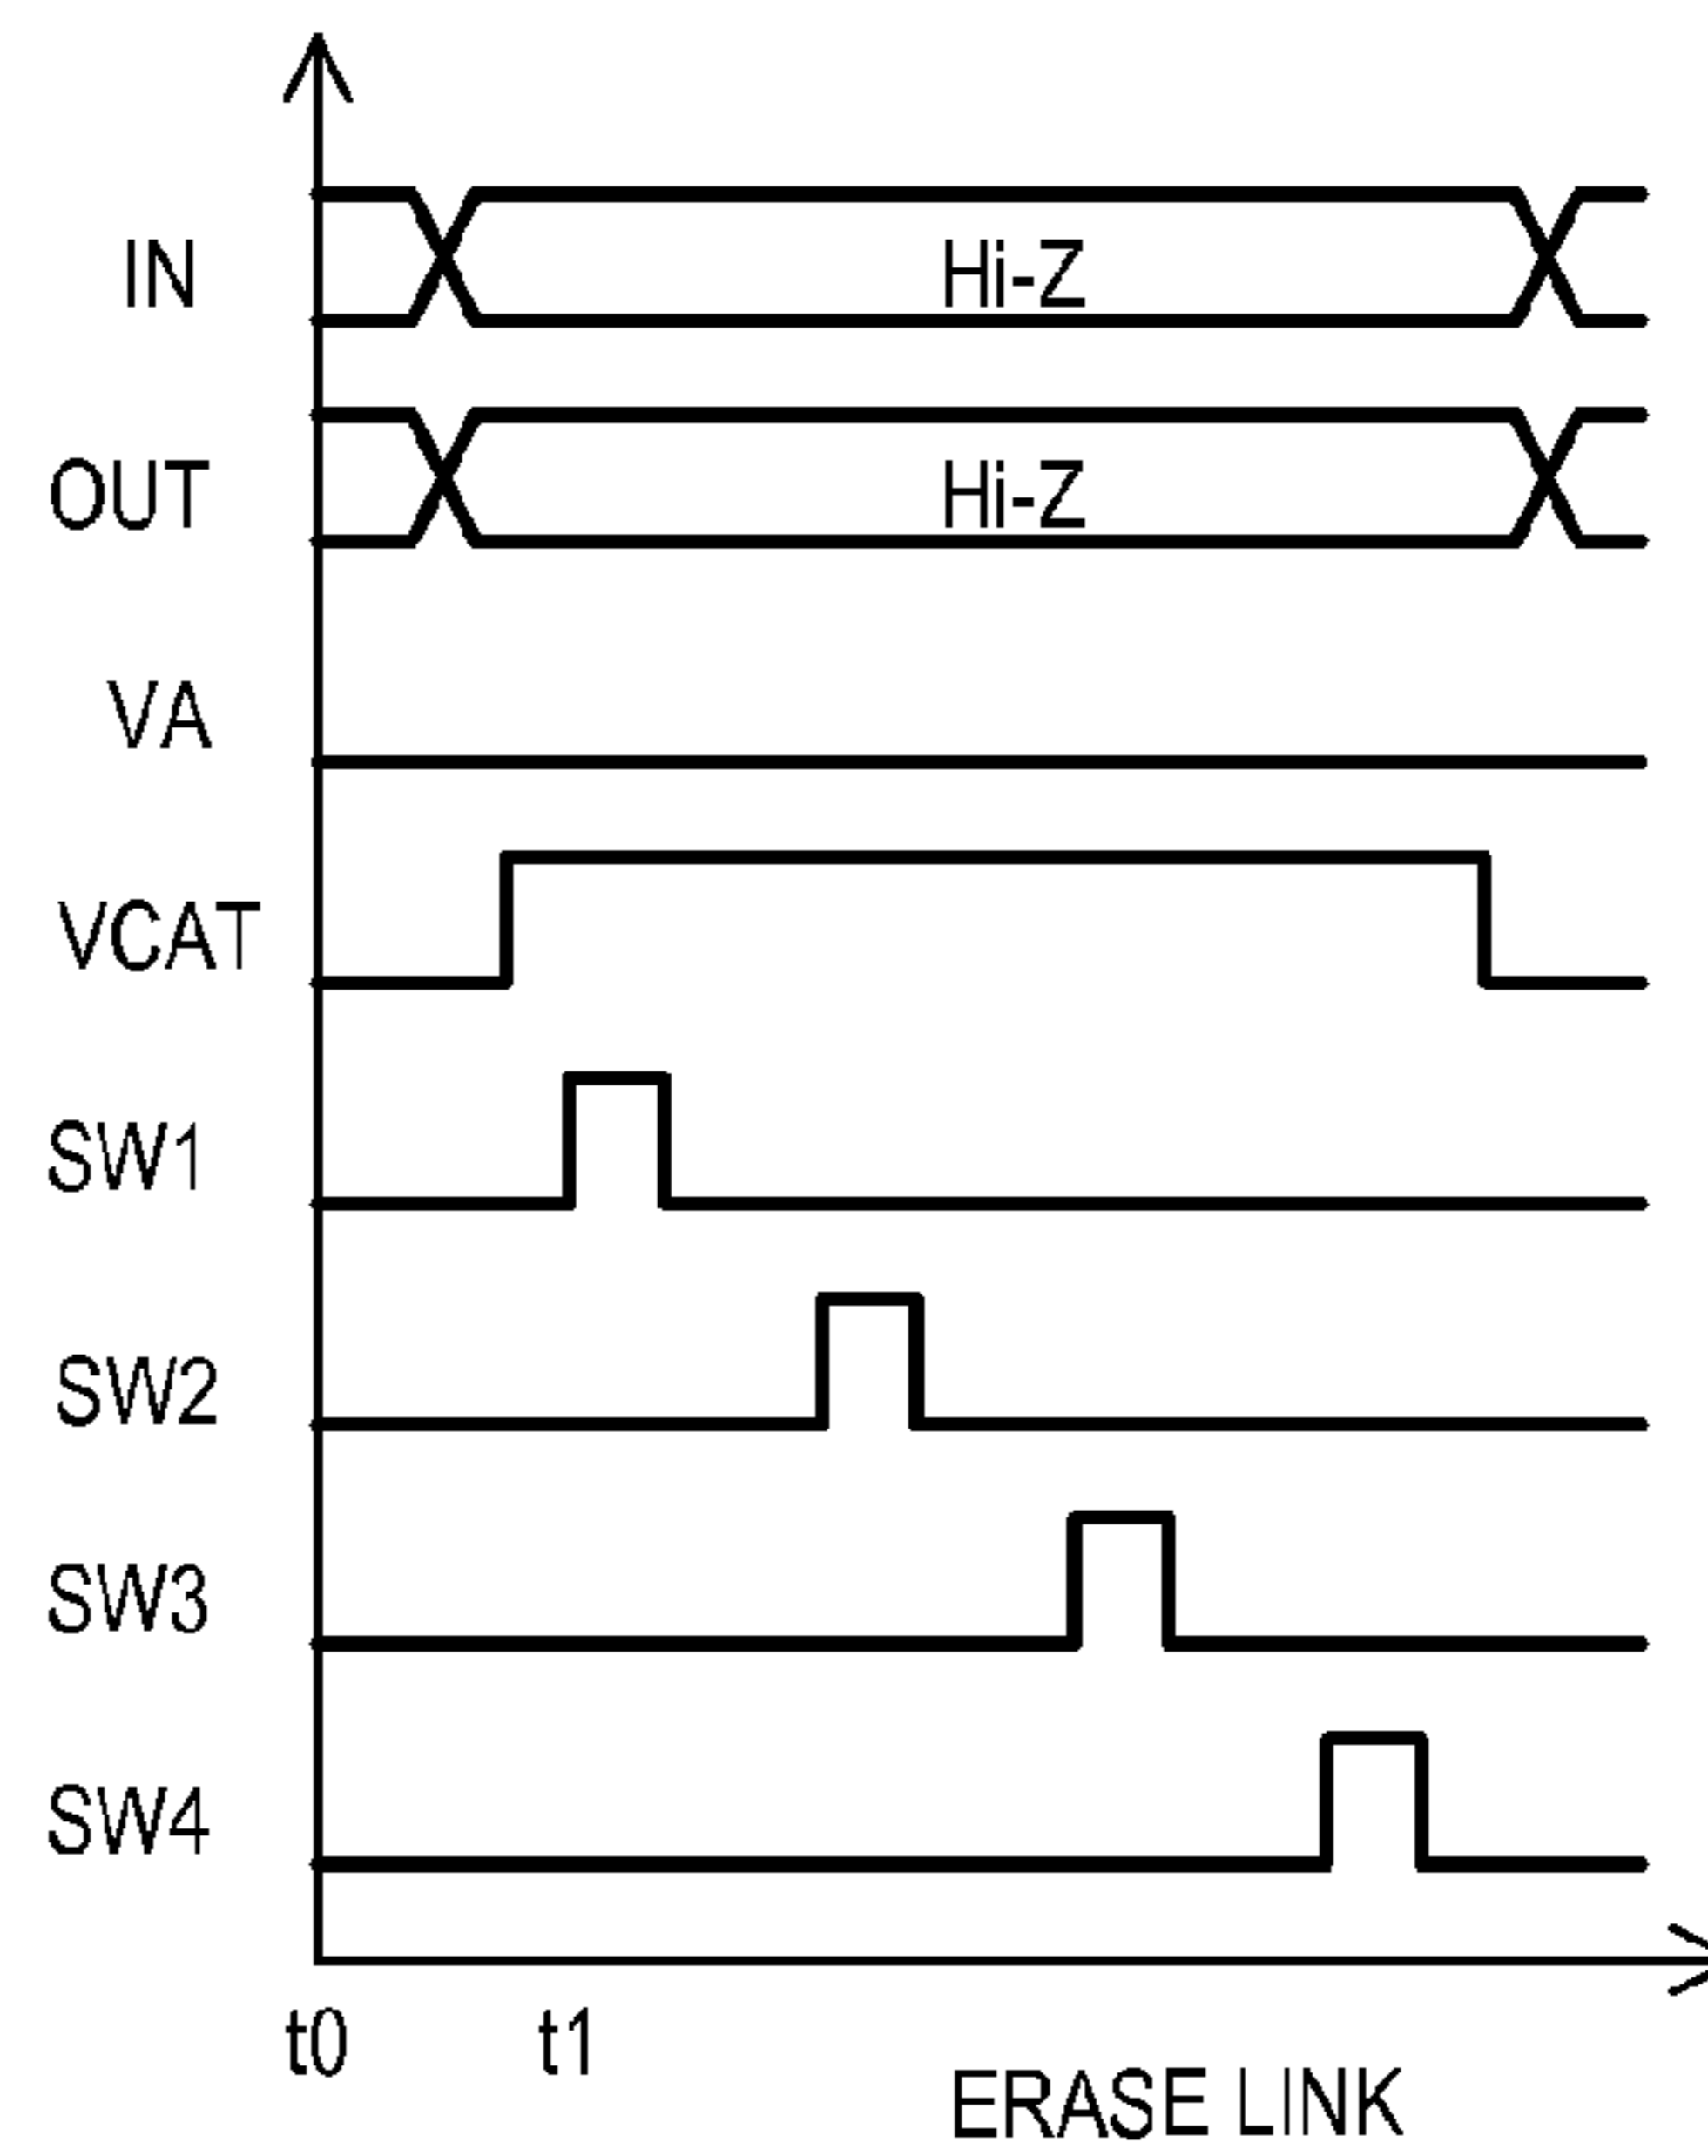 IN Hi-Z
OUT Hi-Z
VA
VCAT
SW1
SW2
SW3
SW4
t0 t1
ERASE LINK